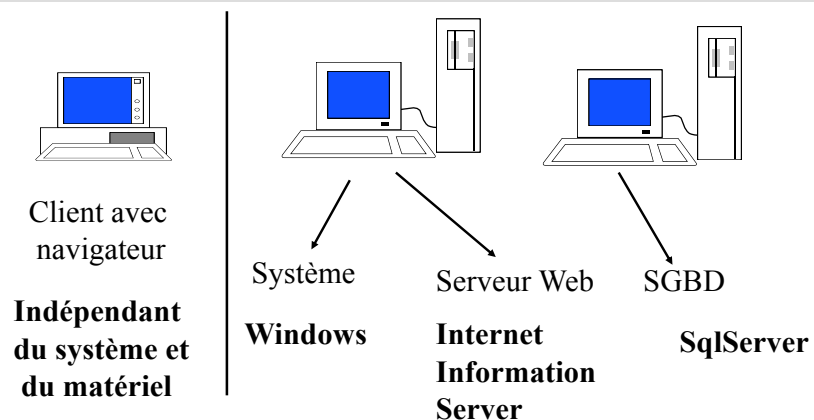 Client avec
navigateur
Indépendant
du système et
du matériel
Système
Windows
Serveur Web
Internet
Information
Server
SGBD
SqlServer